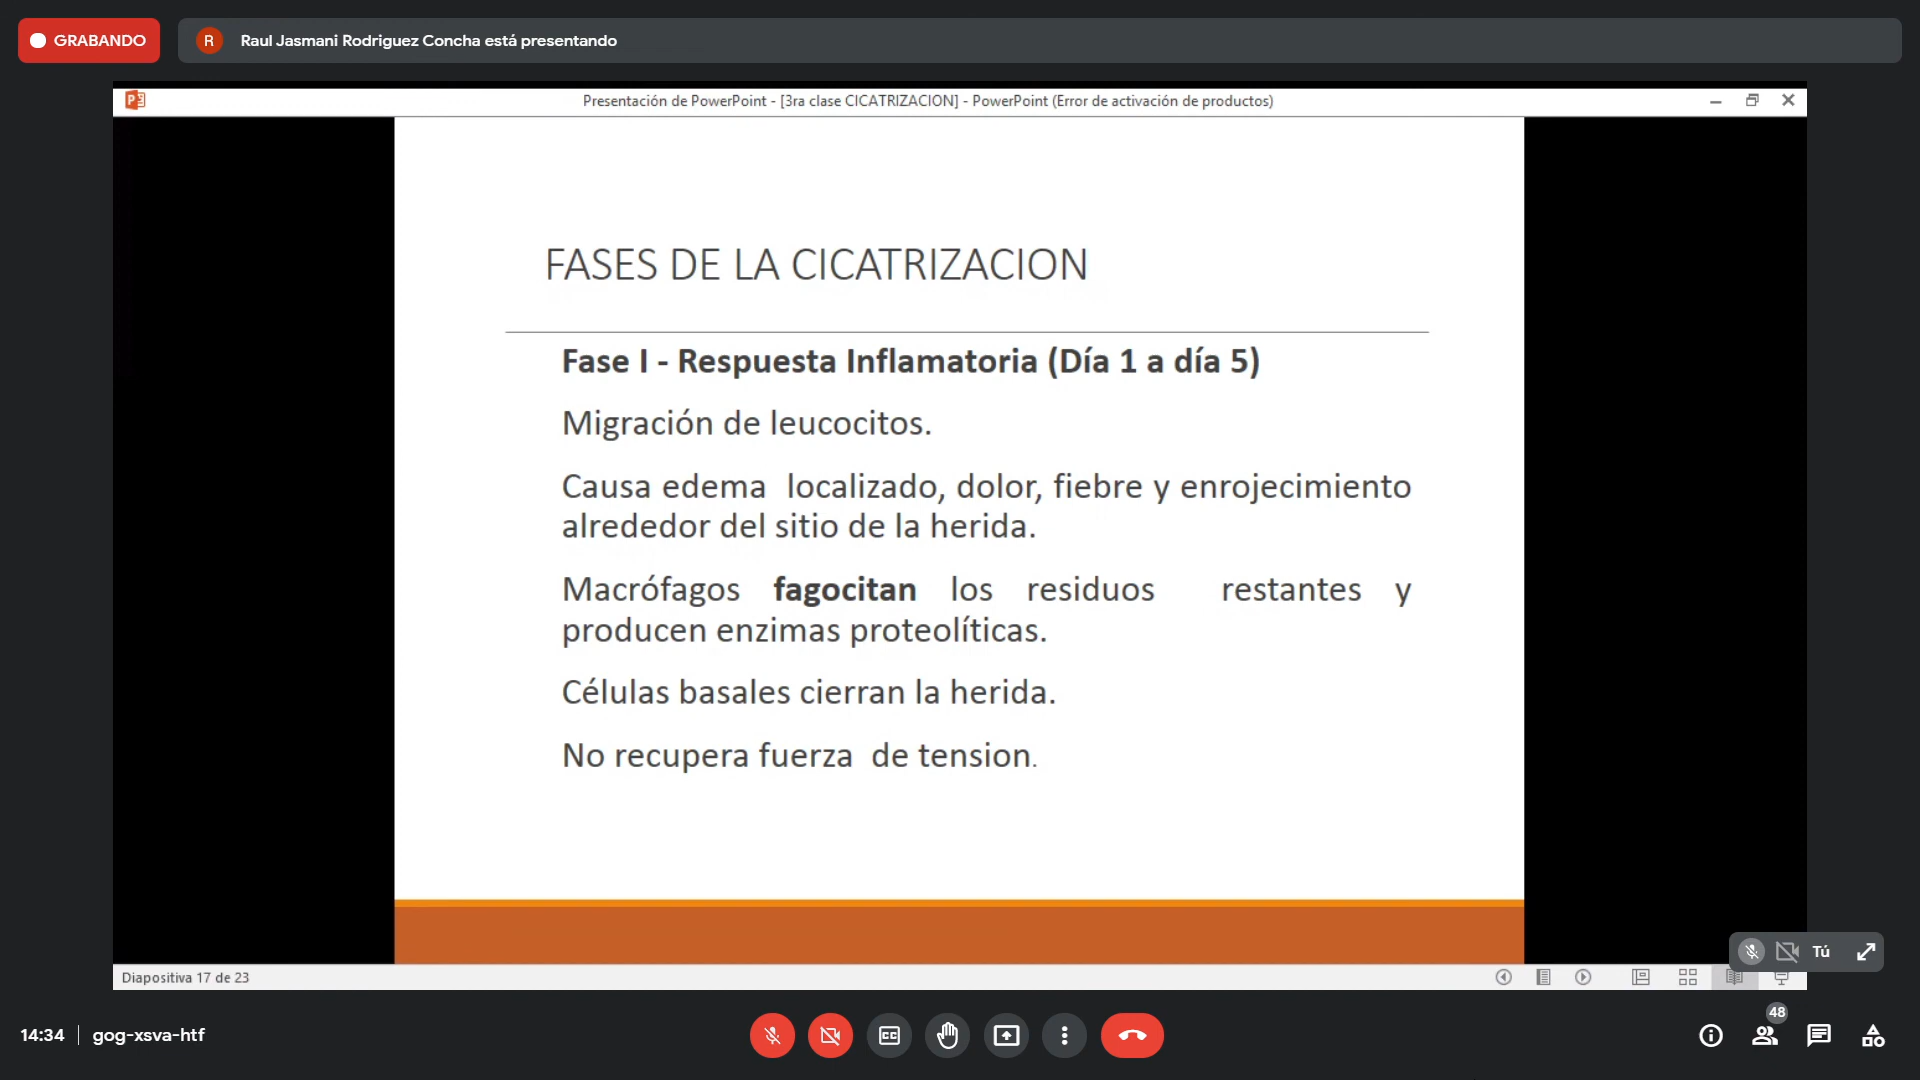 GRABANDO
R
Raul Jasmani Rodriguez Concha está presentando
Presentación de PowerPoint - [3ra clase CICATRIZACION] - PowerPoint (Error de activación de productos)
FASES DE LA CICATRIZACION
Fase I - Respuesta Inflamatoria (Día 1 a día 5)
Migración de leucocitos.
Causa edema localizado, dolor, fiebre y enrojecimiento
alrededor del sitio de la herida.
Macrófagos fagocitan los residuos restantes y
producen enzimas proteolíticas.
Células basales cierran la herida.
No recupera fuerza de tension.
Tú
Diapositiva 17 de 23
14:34 | gog-xsva-htf
CC
48